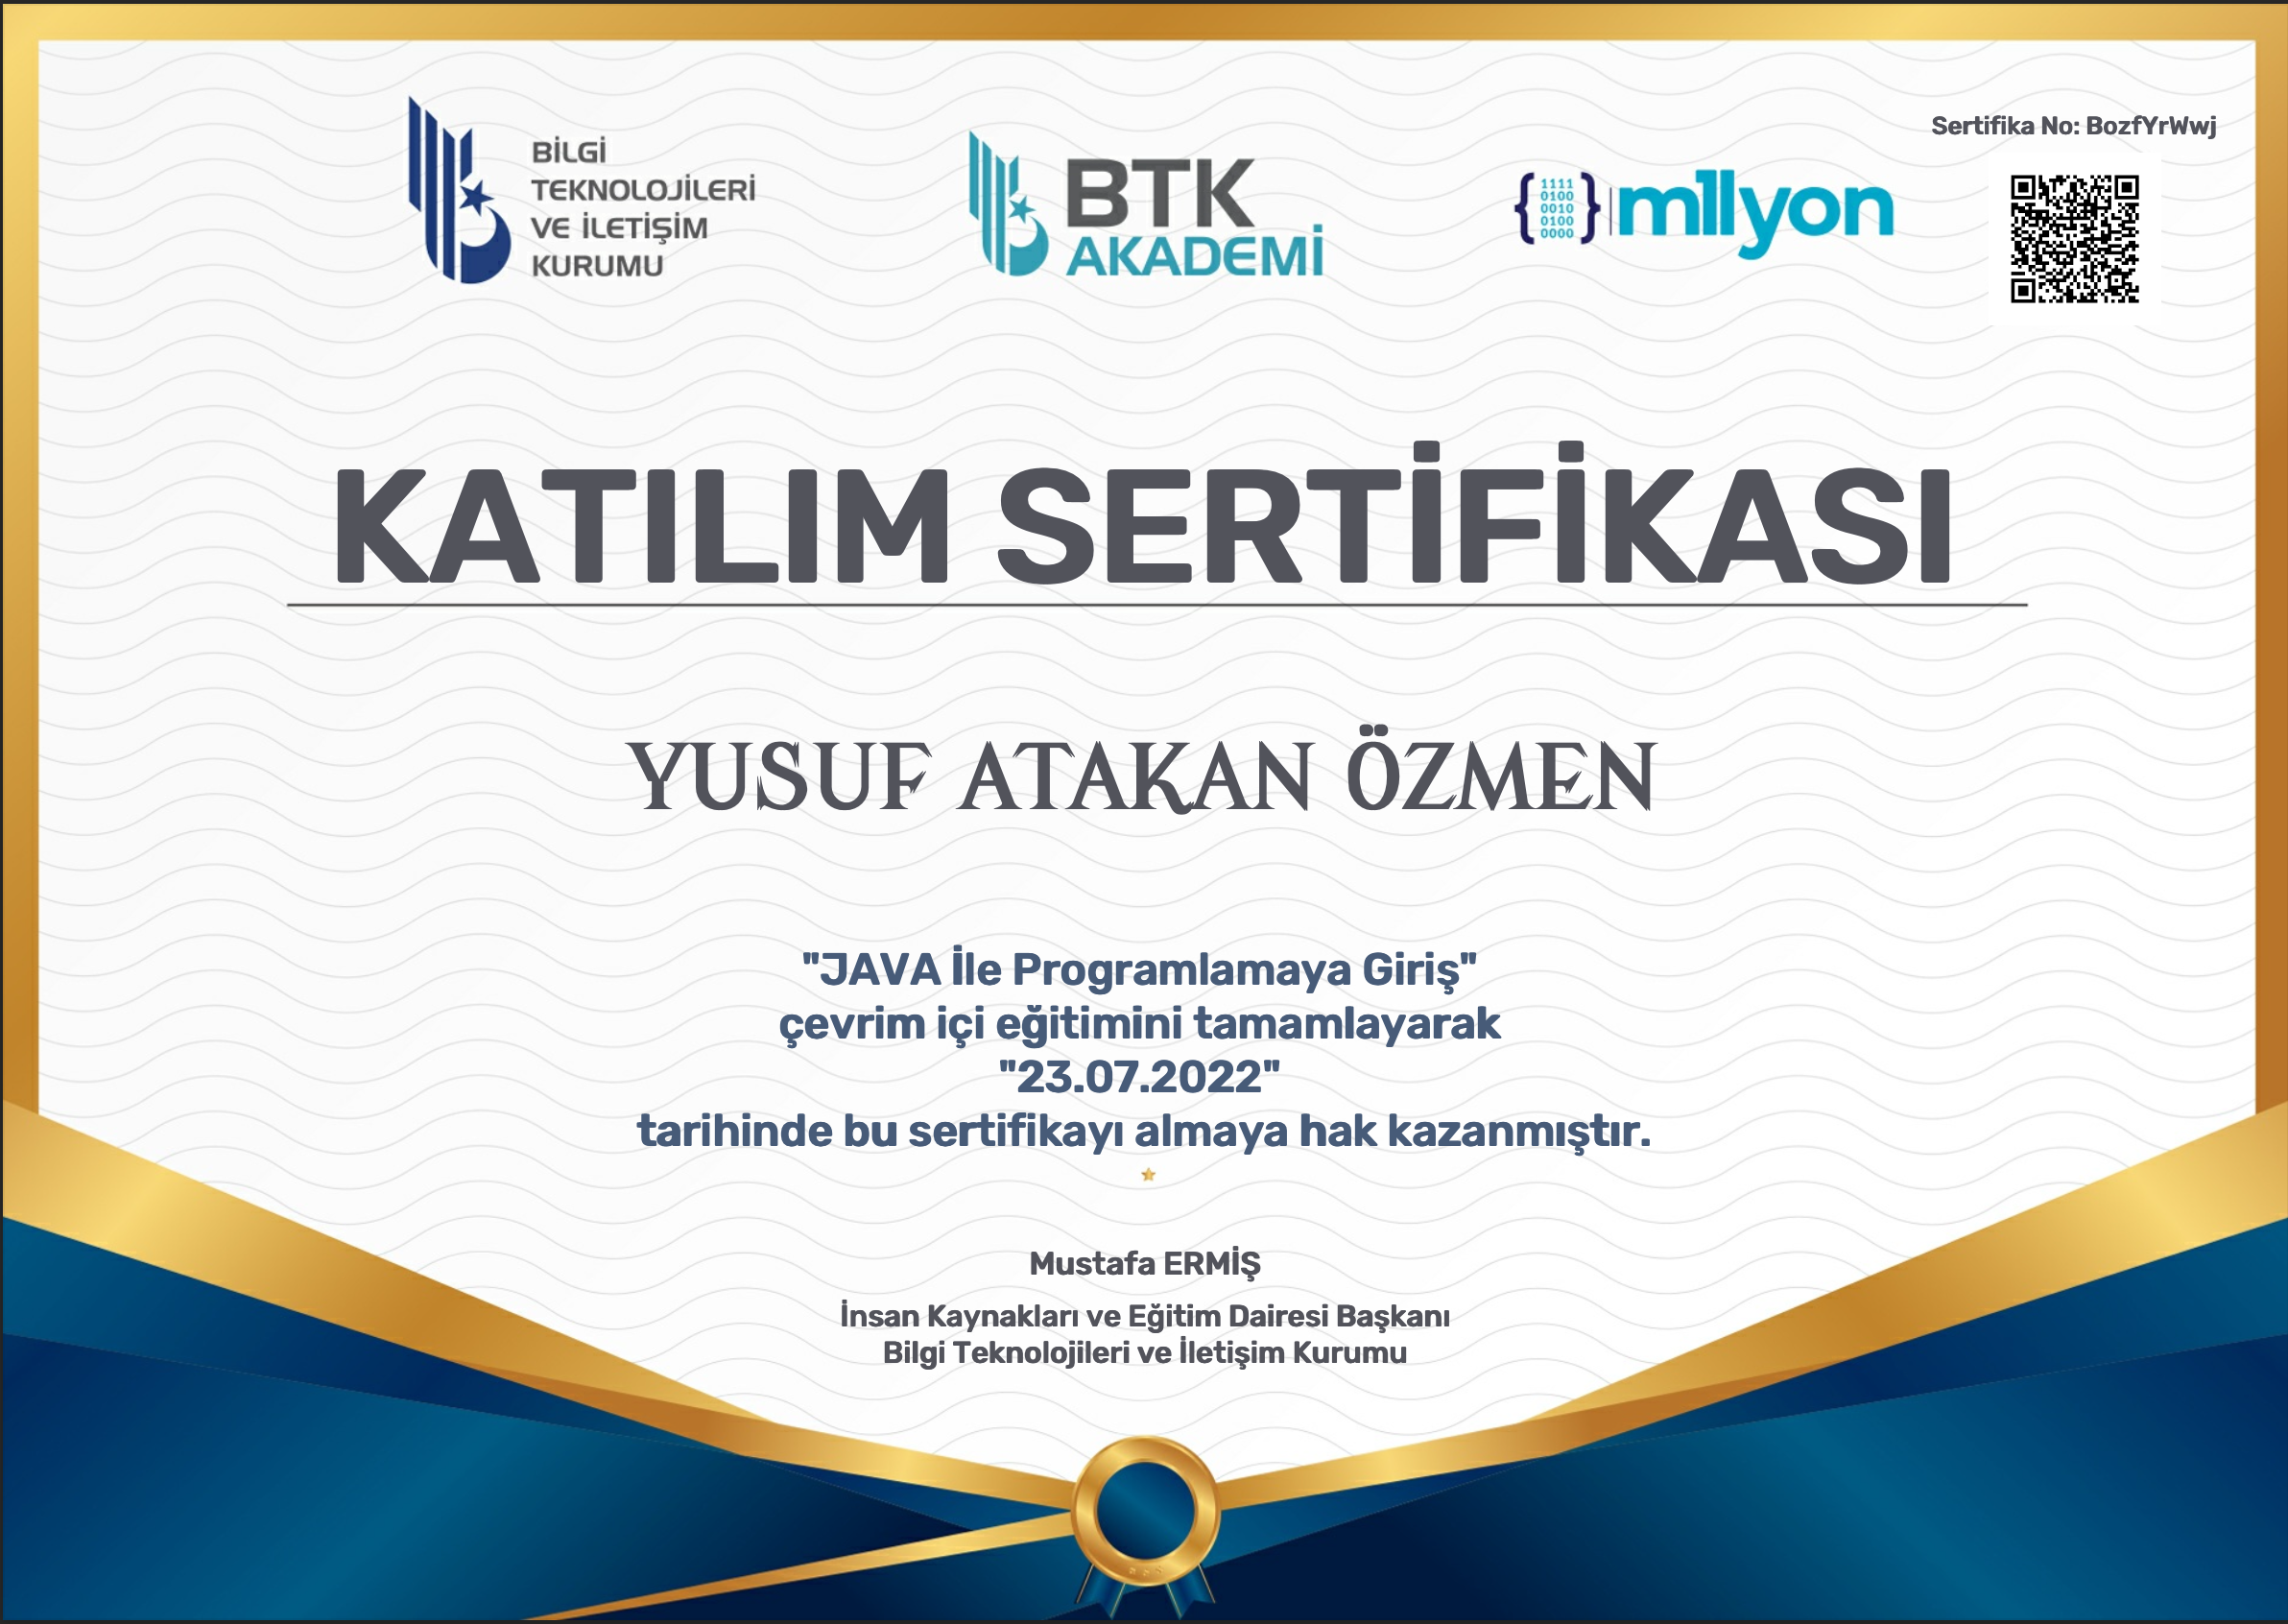 BİLGİ
TEKNOLOJİLERİ
VE İLETİŞİM
KURUMU
BTK
AKADEMİ
1111
0100
0010
0100
0000
m1lyon
Sertifika No: BozfYrWwj
KATILIM SERTİFİKASI
YUSUF ATAKAN ÖZMEN
"JAVA İle Programlamaya Giriş"
çevrim içi eğitimini tamamlayarak
"23.07.2022"
tarihinde bu sertifikayı almaya hak kazanmıştır.
Mustafa ERMİŞ
İnsan Kaynakları ve Eğitim Dairesi Başkanı
Bilgi Teknolojileri ve İletişim Kurumu